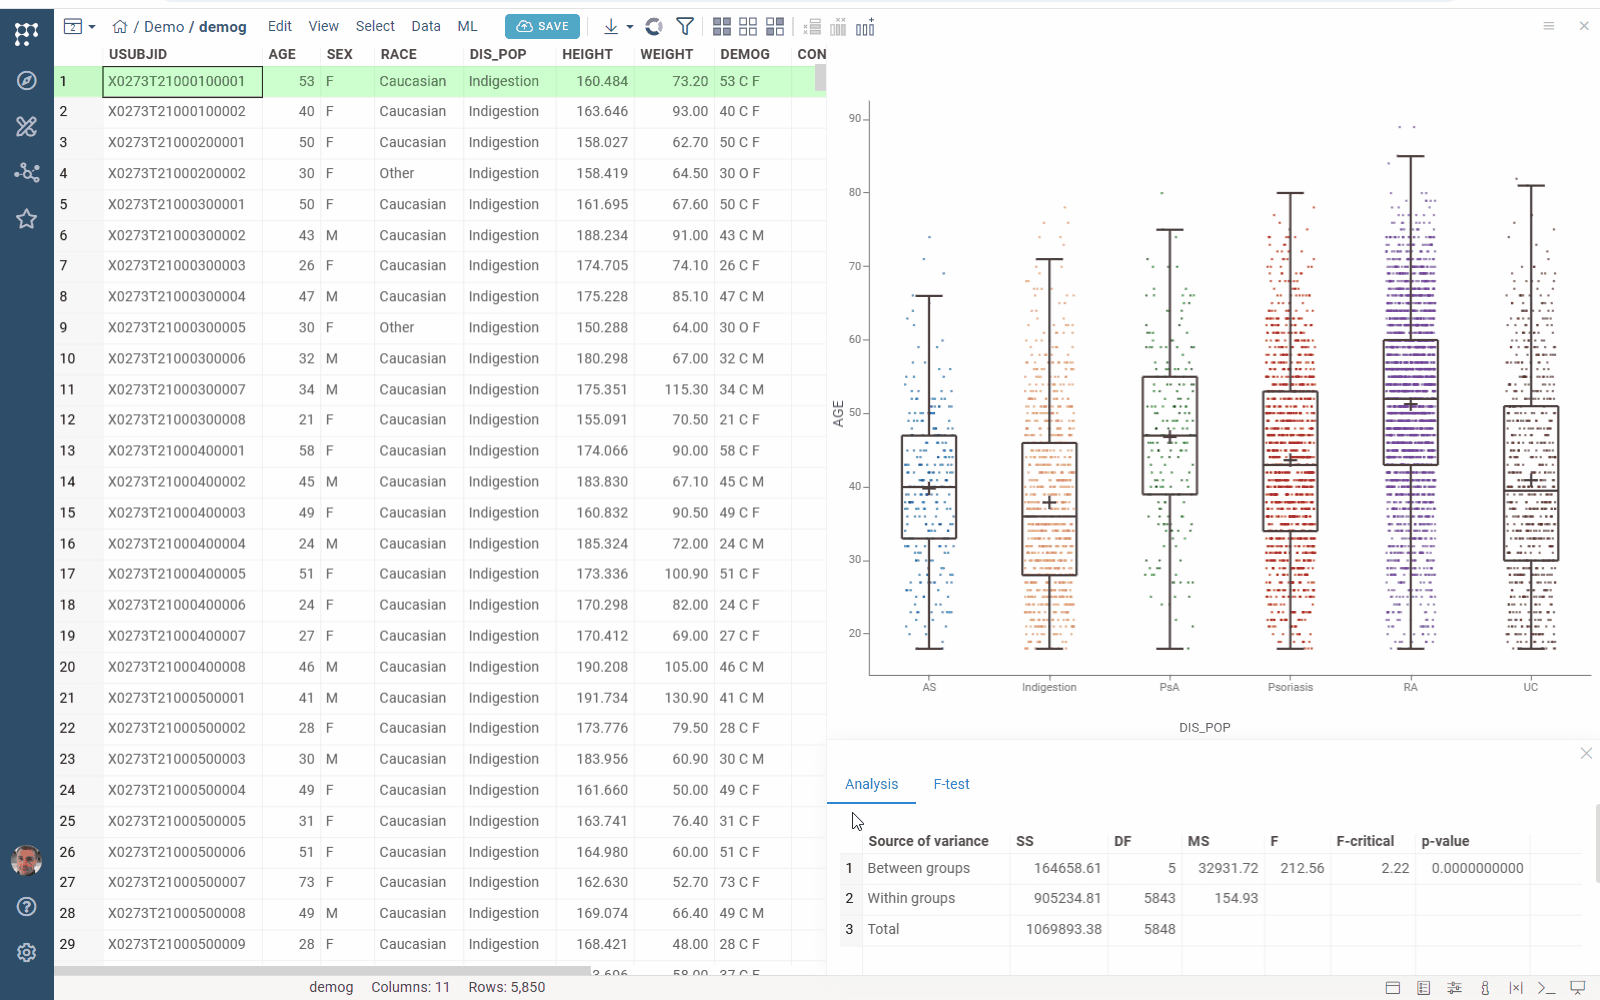 2 / Demo / demog Edit View Select Data ML SAVE
USUBJID AGE SEX RACE DIS_POP HEIGHT WEIGHT DEMOG CON
1 X0273T21000100001 53 F Caucasian Indigestion 160.484 73.20 53 C F
2 X0273T21000100002 40 F Caucasian Indigestion 163.646 93.00 40 C F
3 X0273T21000200001 50 F Caucasian Indigestion 158.027 62.70 50 C F
4 X0273T21000200002 30 F Other Indigestion 158.419 64.50 30 O F
5 X0273T21000300001 50 F Caucasian Indigestion 161.695 67.60 50 C F
6 X0273T21000300002 43 M Caucasian Indigestion 188.234 91.00 43 C M
7 X0273T21000300003 26 F Caucasian Indigestion 174.705 74.10 26 C F
8 X0273T21000300004 47 M Caucasian Indigestion 175.228 85.10 47 C M
9 X0273T21000300005 30 F Other Indigestion 150.288 64.00 30 O F
10 X0273T21000300006 32 M Caucasian Indigestion 180.298 67.00 32 C M
11 X0273T21000300007 34 M Caucasian Indigestion 175.351 115.30 34 C M
12 X0273T21000300008 21 F Caucasian Indigestion 155.091 70.50 21 C F
13 X0273T21000400001 58 F Caucasian Indigestion 174.066 90.00 58 C F
14 X0273T21000400002 45 M Caucasian Indigestion 183.830 67.10 45 C M
15 X0273T21000400003 49 F Caucasian Indigestion 160.832 90.50 49 C F
16 X0273T21000400004 24 M Caucasian Indigestion 185.324 72.00 24 C M
17 X0273T21000400005 51 F Caucasian Indigestion 173.336 100.90 51 C F
18 X0273T21000400006 24 F Caucasian Indigestion 170.298 82.00 24 C F
19 X0273T21000400007 27 F Caucasian Indigestion 170.412 69.00 27 C F
20 X0273T21000400008 46 M Caucasian Indigestion 190.208 105.00 46 C M
21 X0273T21000500001 41 M Caucasian Indigestion 191.734 130.90 41 C M
22 X0273T21000500002 28 F Caucasian Indigestion 173.776 79.50 28 C F
23 X0273T21000500003 30 M Caucasian Indigestion 183.956 60.90 30 C M
24 X0273T21000500004 49 F Caucasian Indigestion 161.660 50.00 49 C F
25 X0273T21000500005 31 F Caucasian Indigestion 163.741 76.40 31 C F
26 X0273T21000500006 51 F Caucasian Indigestion 164.980 60.00 51 C F
27 X0273T21000500007 73 F Caucasian Indigestion 162.630 52.70 73 C F
28 X0273T21000500008 49 M Caucasian Indigestion 169.074 66.40 49 C M
29 X0273T21000500009 28 F Caucasian Indigestion 168.421 48.00 28 C F
90
80
70
60
50
40
30
20
AGE
AS Indigestion PsA Psoriasis RA UC
DIS_POP
Analysis F-test
Source of variance SS DF MS F F-critical p-value
1 Between groups 164658.61 5 32931.72 212.56 2.22 0.0000000000
2 Within groups 905234.81 5843 154.93
3 Total 1069893.38 5848
demog Columns: 11 Rows: 5,850